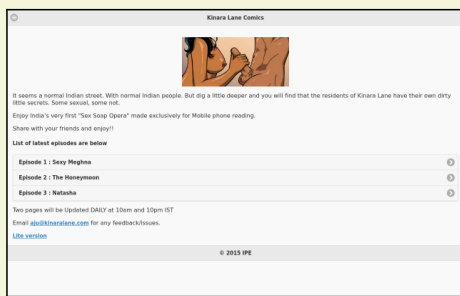 Kinara Lane Comics
It seems a normal Indian street. With normal Indian people. But dig a little deeper and you will find that the residents of Kinara Lane have their own dirty
little secrets. Some sexual, some not.
Enjoy India's very first "Sex Soap Opera" made exclusively for Mobile phone reading.
Share with your friends and enjoy!!
List of latest episodes are below
Episode 1 : Sexy Meghna
Episode 2 : The Honeymoon
Episode 3 : Natasha
Two pages will be Updated DAILY at 10am and 10pm IST
Email aju@kinaralane.com for any feedback/issues.
Lite version
© 2015 IPE